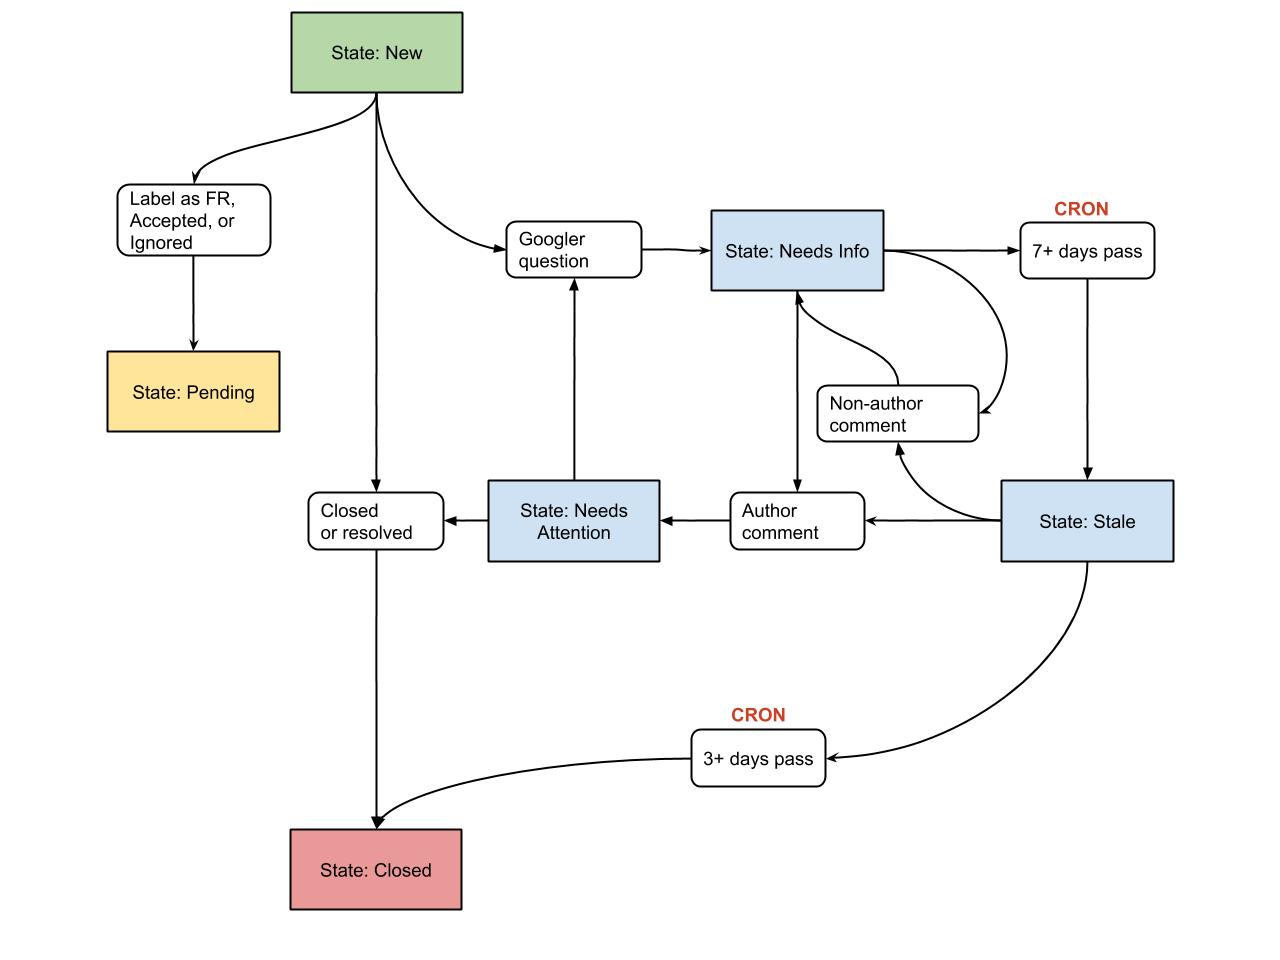 State: New
Label as FR,
Accepted, or
Ignored
Googler
question
State: Needs Info
CRON
7+ days pass
State: Pending
Non-author
comment
Closed
or resolved
State: Needs
Attention
Author
comment
State: Stale
CRON
3+ days pass
State: Closed